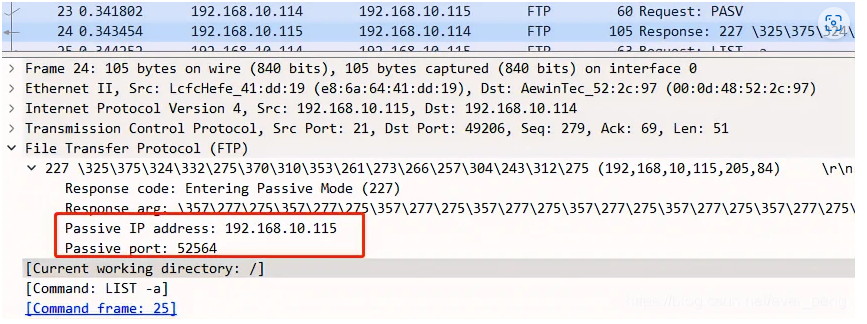 23 0.341802 192.168.10.114 192.168.10.115 FTP 60 Request: PASV
24 0.343454 192.168.10.115 192.168.10.114 FTP 105 Response: 227 \325\375\324\
25 0.344252 192.168.10.114 192.168.10.115 FTP 63 Request: LIST -a
Frame 24: 105 bytes on wire (840 bits), 105 bytes captured (840 bits) on interface 0
Ethernet II, Src: LcfcHefe_41:dd:19 (e8:6a:64:41:dd:19), Dst: AewinTec_52:2c:97 (00:0d:48:52:2c:97)
Internet Protocol Version 4, Src: 192.168.10.115, Dst: 192.168.10.114
Transmission Control Protocol, Src Port: 21, Dst Port: 49206, Seq: 279, Ack: 69, Len: 51
File Transfer Protocol (FTP)
227 \325\375\324\332\275\370\310\353\261\273\266\257\304\243\312\275 (192,168,10,115,205,84) \r\n
Response code: Entering Passive Mode (227)
Response arg: \357\277\275\357\277\275\357\277\275\357\277\275\357\277\275\357\277\275\357\277\275\
Passive IP address: 192.168.10.115
Passive port: 52564
[Current working directory: /]
[Command: LIST -a]
[Command frame: 25]